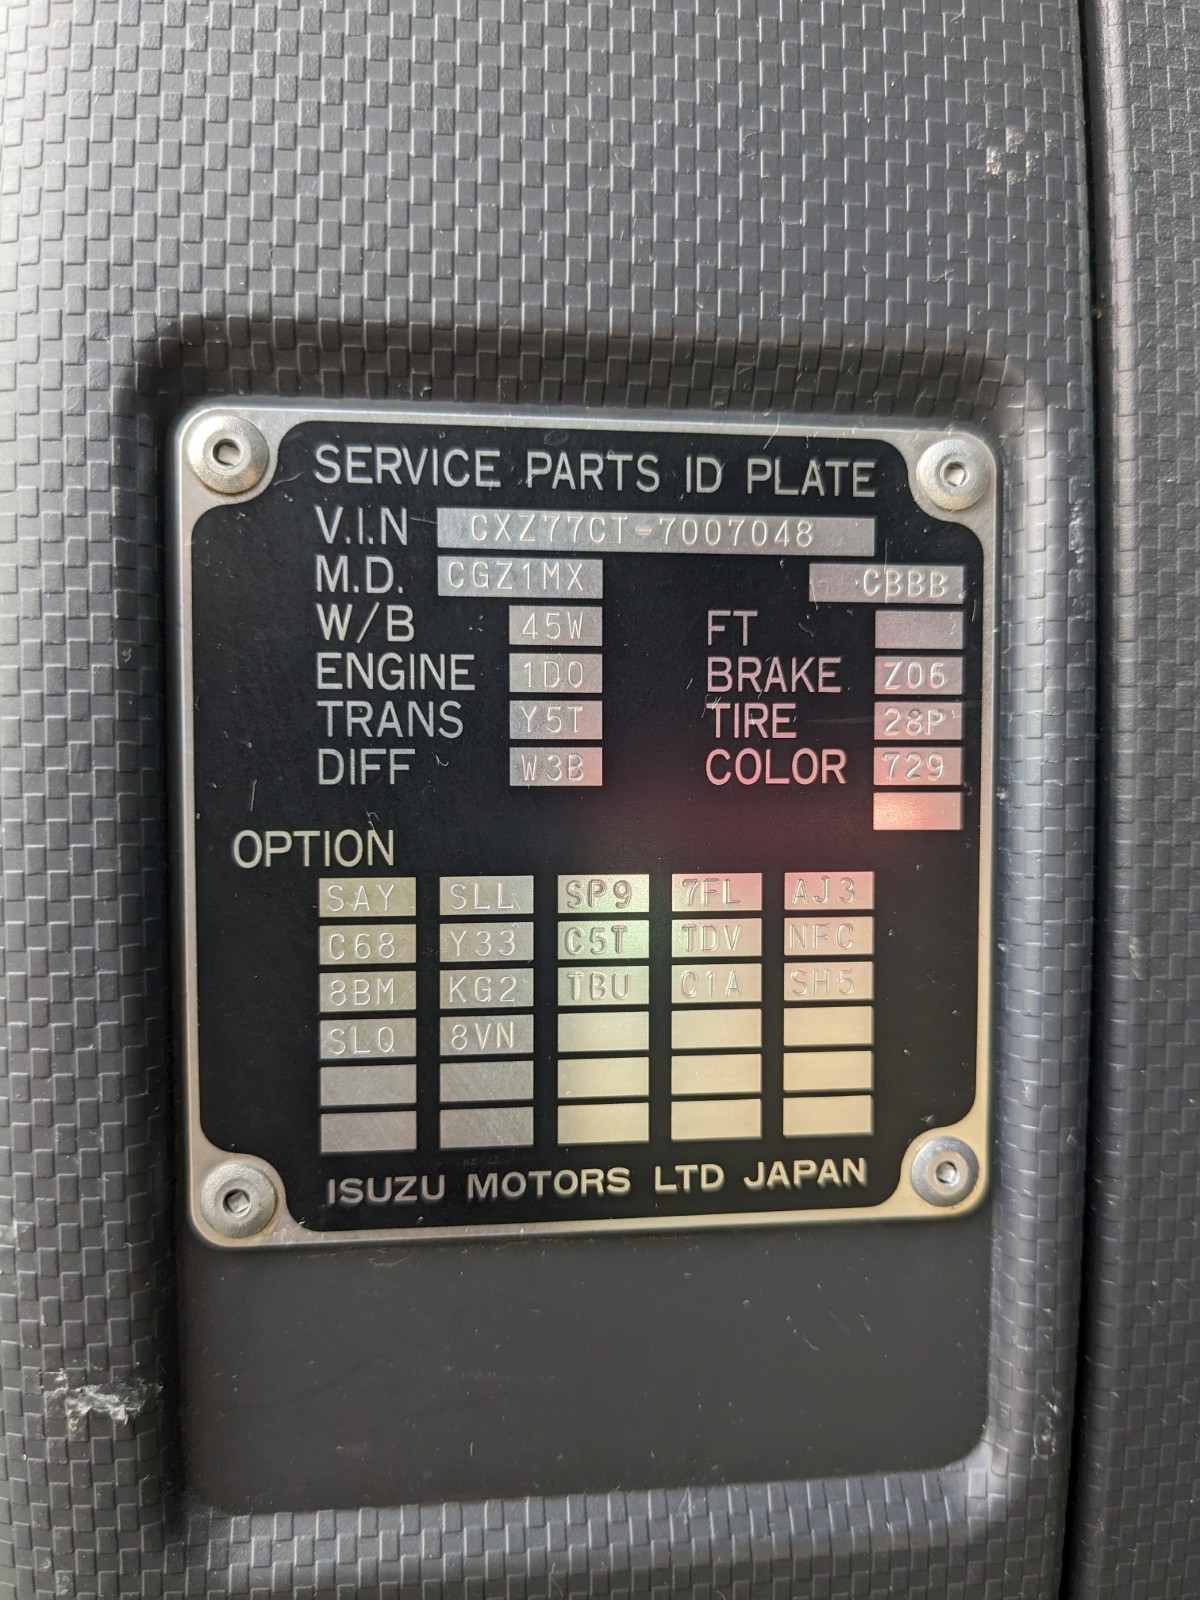 SERVICE PARTS ID PLATE
V.I.N CXZ77CT-7007048
M.D. CGZ1MX CBBB
W/B 45W FT
ENGINE 1D0 BRAKE Z06
TRANS Y5T TIRE 28P
DIFF W3B COLOR 729
OPTION
SAY SLL SP9 7FL AJ3
C68 Y33 C5T TDV NFC
8BM KG2 TBU C1A SH5
SLQ 8VN
ISUZU MOTORS LTD JAPAN